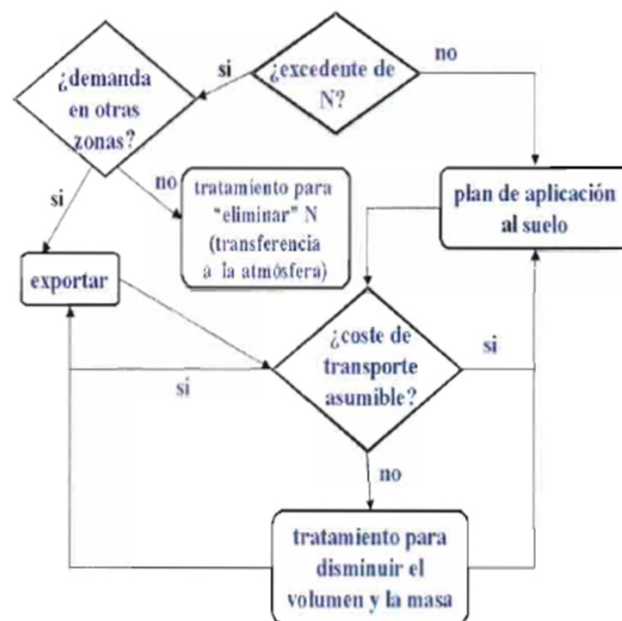 ¿excedente de
N?
si
no
¿demanda
en otras
zonas?
si
no
tratamiento para
"eliminar" N
(transferencia
a la atmósfera)
plan de aplicación
al suelo
exportar
¿coste de
transporte
asumible?
si
si
no
tratamiento para
disminuir el
volumen y la masa